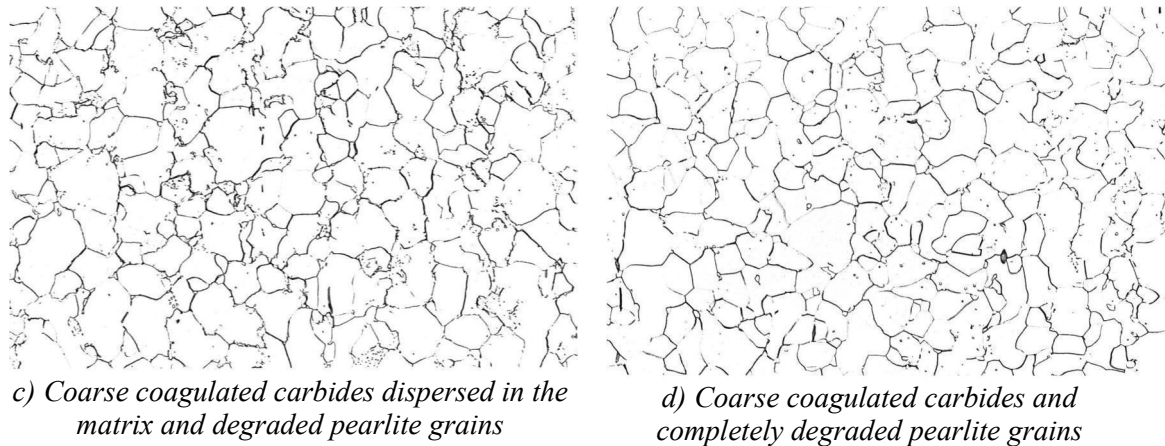 c) Coarse coagulated carbides dispersed in the
matrix and degraded pearlite grains
d) Coarse coagulated carbides and
completely degraded pearlite grains